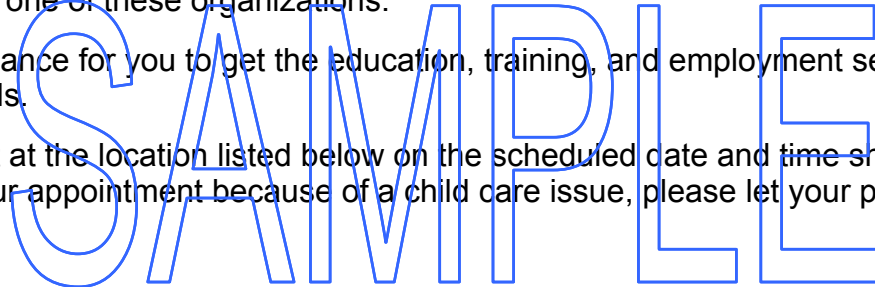 one of these organizations.
ance for you to get the education, training, and employment se
ls.
at the location listed below on the scheduled date and time sh
ur appointment because of a child care issue, please let your p
SAMPLE